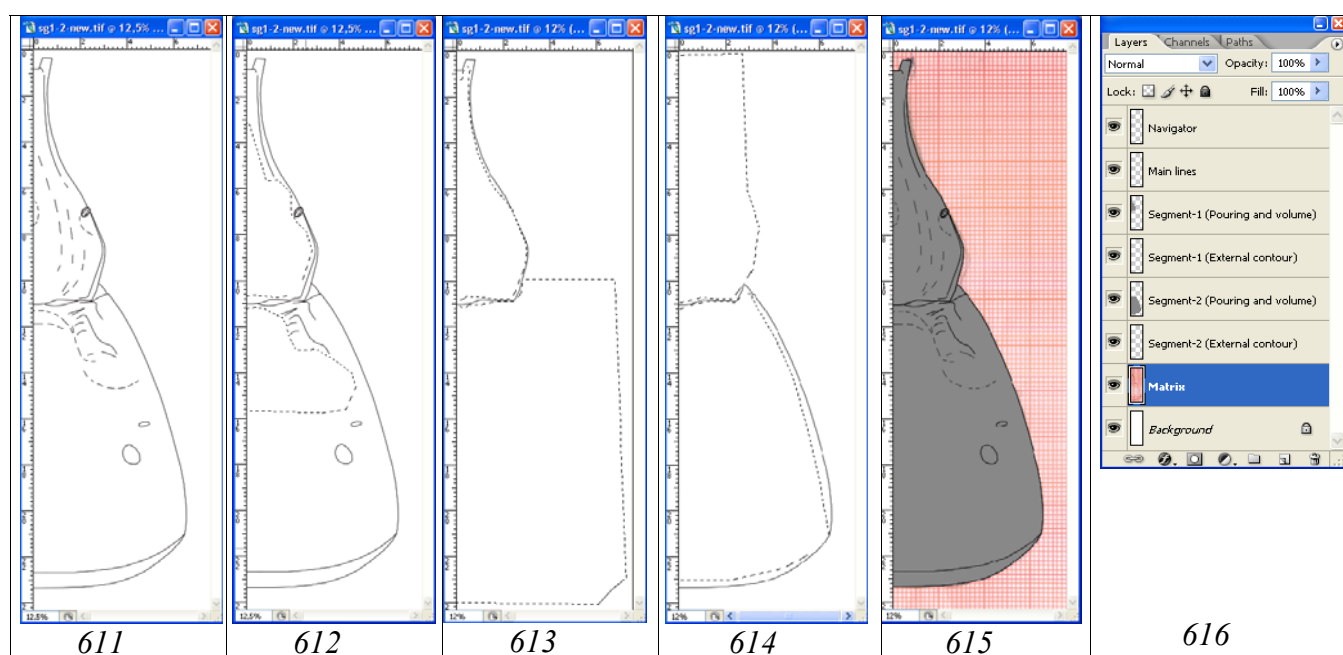 sg1-2-new.tif @ 12,5% ...
sg1-2-new.tif @ 12,5% ...
sg1-2-new.tif @ 12% (...
sg1-2-new.tif @ 12% (...
sg1-2-new.tif @ 12% (...
Layers Channels Paths
Normal Opacity: 100%
Lock: Fill: 100%
Navigator
Main lines
Segment-1 (Pouring and volume)
Segment-1 (External contour)
Segment-2 (Pouring and volume)
Segment-2 (External contour)
Matrix
Background
12,5%
12,5%
12%
12%
12%
611
612
613
614
615
616